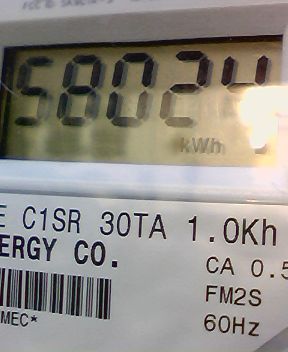 58024
kWh
E C1SR 30TA 1.0Kh
ERGY CO.
CA 0.5
FM2S
MEC*
60Hz